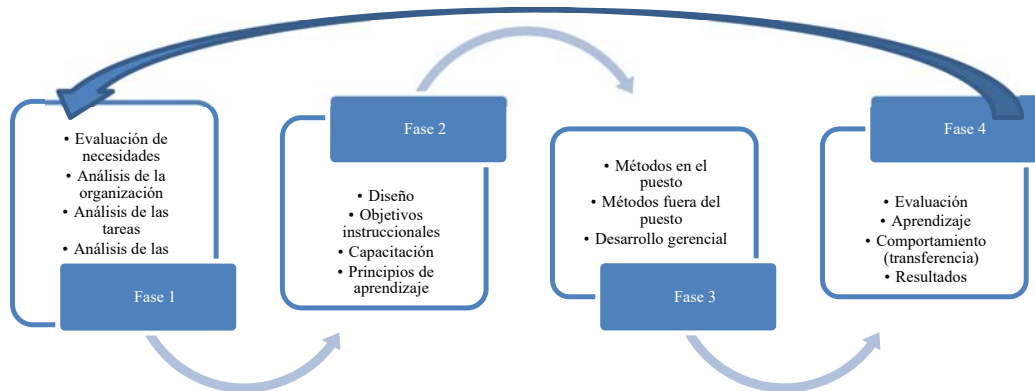 • Evaluación de
necesidades
• Análisis de la
organización
• Análisis de las
tareas
• Análisis de las
Fase 1
Fase 2
• Diseño
• Objetivos
instruccionales
• Capacitación
• Principios de
aprendizaje
• Métodos en el
puesto
• Métodos fuera del
puesto
• Desarrollo gerencial
Fase 3
Fase 4
• Evaluación
• Aprendizaje
• Comportamiento
(transferencia)
• Resultados